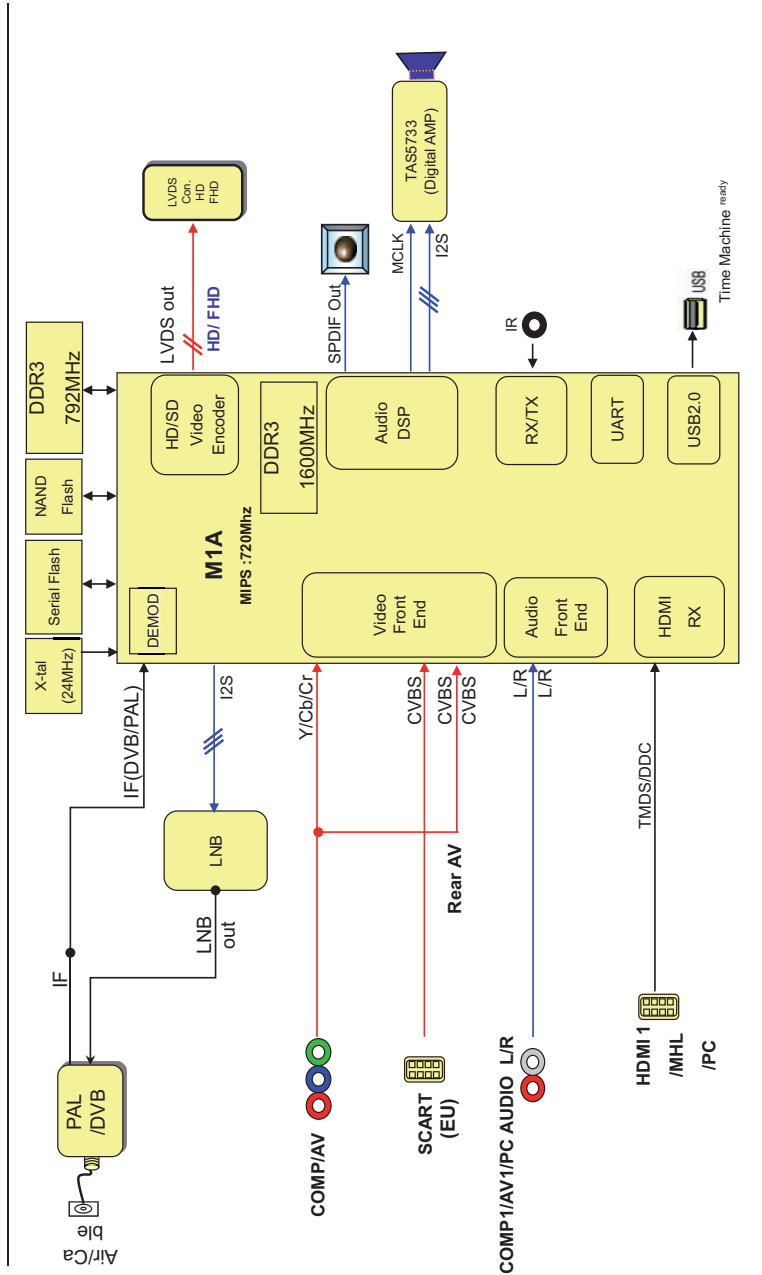 Air/Ca
ble
PAL
/DVB
IF
IF(DVB/PAL)
LNB
out
LNB
I2S
X-tal
(24MHz)
Serial Flash
NAND
Flash
DDR3
792MHz
DEMOD
M1A
MIPS :720Mhz
HD/SD
Video
Encoder
DDR3
1600MHz
LVDS out
HD/ FHD
LVDS
Con.
HD
FHD
COMP/AV
Y/Cb/Cr
Video
Front
End
Audio
DSP
SPDIF Out
MCLK
I2S
TAS5733
(Digital AMP)
SCART
(EU)
Rear AV
CVBS
CVBS
CVBS
COMP1/AV1/PC AUDIO L/R
L/R
L/R
Audio
Front
End
RX/TX
IR
UART
HDMI 1
/MHL
/PC
TMDS/DDC
HDMI
RX
USB2.0
USB
Time Machine ready